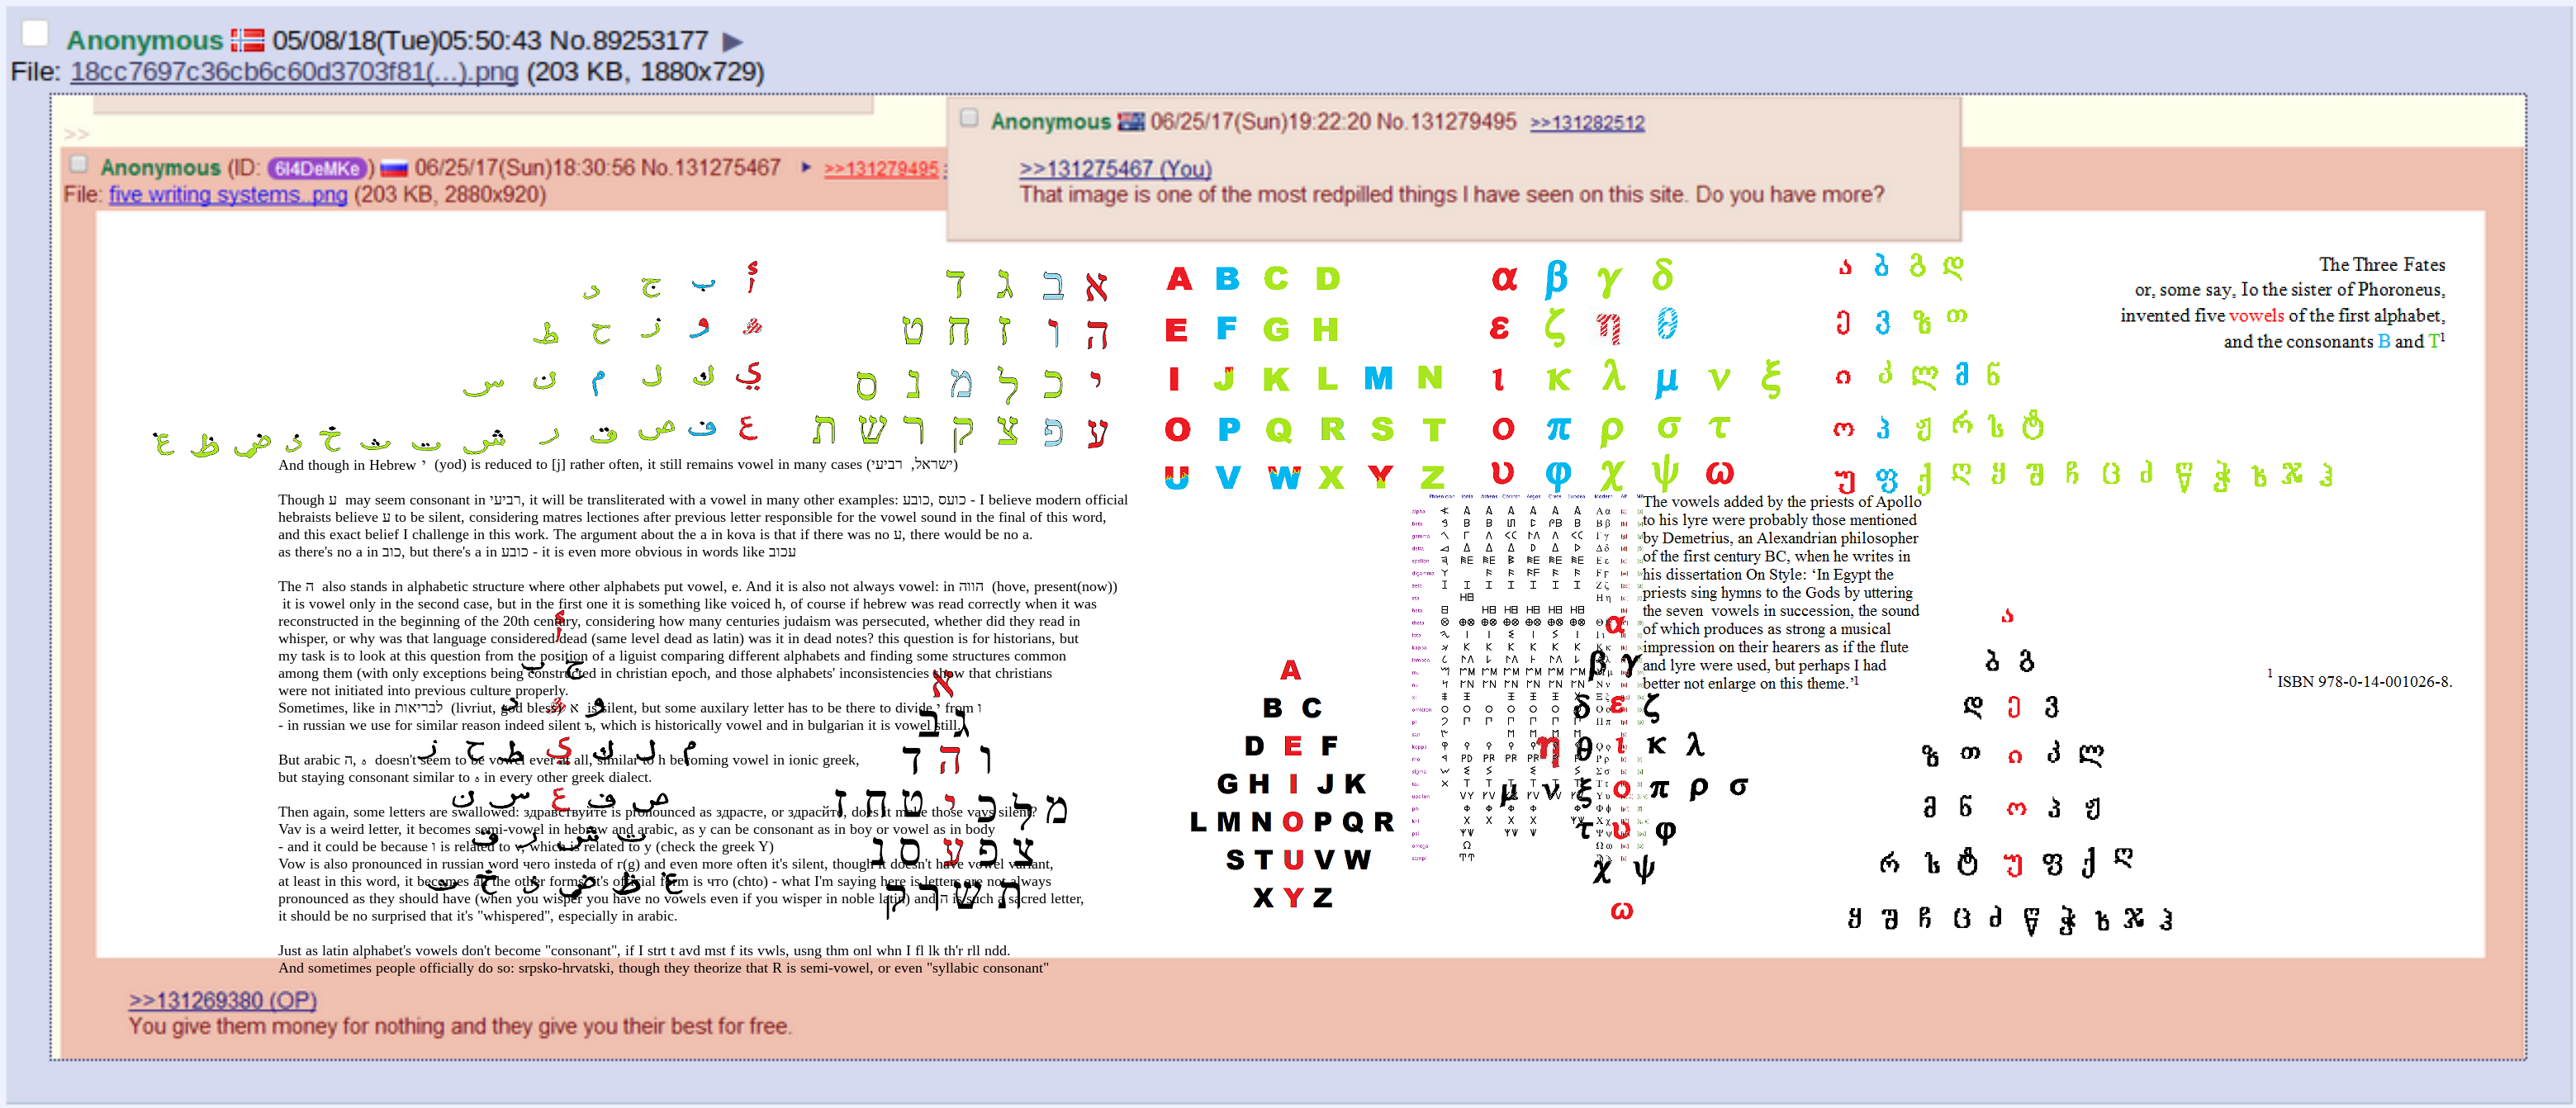 Anonymous 05/08/18(Tue)05:50:43 No.89253177 ▶
File: 18cc7697c36cb6c60d3703f81(...).png (203 KB, 1880x729)
>>
Anonymous 06/25/17(Sun)19:22:20 No.131279495 >>131282512
>>131275467 (You)
That image is one of the most redpilled things I have seen on this site. Do you have more?
Anonymous (ID: 6I4DeMKe) 06/25/17(Sun)18:30:56 No.131275467 ▶ >>131279495
File: five writing systems..png (203 KB, 2880x920)
أ ب ج د
ه و ز ح ط
ي ك ل م ن س
ع ف ص ق ر ش ت ث خ ذ ض ظ غ
א ב ג ד
ה ו ז ח ט
י כ ל מ נ ס
ע פ צ ק ר ש ת
A B C D
E F G H
I J K L M N
O P Q R S T
U V W X Y Z
α β γ δ
ε ζ η θ
ι κ λ μ ν ξ
ο π ρ σ τ
υ φ χ ψ ω
ა ბ გ დ
ე ვ ზ თ
ი კ ლ მ ნ
ო პ ჟ რ ს ტ
უ ფ ქ ღ ყ შ ჩ ც ძ წ ჭ ხ ჯ ჰ
The Three Fates
or, some say, Io the sister of Phoroneus,
invented five vowels of the first alphabet,
and the consonants B and T¹
And though in Hebrew י (yod) is reduced to [j] rather often, it still remains vowel in many cases (ישראל, רביעי)
Though ע may seem consonant in רביעי, it will be transliterated with a vowel in many other examples: כועס, כובע - I believe modern official
hebraists believe ע to be silent, considering matres lectiones after previous letter responsible for the vowel sound in the final of this word,
and this exact belief I challenge in this work. The argument about the a in kova is that if there was no ע, there would be no a.
as there's no a in כוב, but there's a in כובע - it is even more obvious in words like עכוב
The ה also stands in alphabetic structure where other alphabets put vowel, e. And it is also not always vowel: in הווה (hove, present(now))
it is vowel only in the second case, but in the first one it is something like voiced h, of course if hebrew was read correctly when it was
reconstructed in the beginning of the 20th century, considering how many centuries judaism was persecuted, whether did they read in
whisper, or why was that language considered dead (same level dead as latin) was it in dead notes? this question is for historians, but
my task is to look at this question from the position of a liguist comparing different alphabets and finding some structures common
among them (with only exceptions being constructed in christian epoch, and those alphabets' inconsistencies show that christians
were not initiated into previous culture properly.
Sometimes, like in לבריאות (livriut, god bless) א is silent, but some auxilary letter has to be there to divide י from ו
- in russian we use for similar reason indeed silent ъ, which is historically vowel and in bulgarian it is vowel still.
But arabic ה, ه doesn't seem to be vowel ever at all, similar to h becoming vowel in ionic greek,
but staying consonant similar to ه in every other greek dialect.
Then again, some letters are swallowed: здравствуйте is pronounced as здрасте, or здрайсте, does it make those vavs silent?
Vav is a weird letter, it becomes semi-vowel in hebrew and arabic, as y can be consonant as in boy or vowel as in body
- and it could be because ו is related to v, which is related to y (check the greek Y)
Vow is also pronounced in russian word чего insteda of г(g) and even more often it's silent, though it doesn't have vowel variant,
at least in this word, it becomes all the other forms, it's official form is что (chto) - what I'm saying here is letters are not always
pronounced as they should have (when you wisper you have no vowels even if you wisper in noble latin) and ה is such a sacred letter,
it should be no surprised that it's "whispered", especially in arabic.
Just as latin alphabet's vowels don't become "consonant", if I strt t avd mst f its vwls, usng thm onl whn I fl lk th'r rll ndd.
And sometimes people officially do so: srpsko-hrvatski, though they theorize that R is semi-vowel, or even "syllabic consonant"
أ
ب ج
د ه و
ز ح ط ي ك ل م
ن س ع ف ص
ق ر ش ت
ث خ ذ ض ظ غ
א
ב ג
ד ה ו
ז ח ט י כ ל מ
נ ס ע פ צ
ק ר ש ת
A
B C
D E F
G H I J K
L M N O P Q R
S T U V W
X Y Z
α
β γ
δ ε ζ
η θ ι κ λ
μ ν ξ ο π ρ σ
τ υ φ
χ ψ
ω
The vowels added by the priests of Apollo
to his lyre were probably those mentioned
by Demetrius, an Alexandrian philosopher
of the first century BC, when he writes in
his dissertation On Style: ‘In Egypt the
priests sing hymns to the Gods by uttering
the seven vowels in succession, the sound
of which produces as strong a musical
impression on their hearers as if the flute
and lyre were used, but perhaps I had
better not enlarge on this theme.’¹
ა
ბ გ
დ ე ვ
ზ თ ი კ ლ
მ ნ ო პ ჟ
რ ს ტ უ ფ ქ ღ
ყ შ ჩ ც ძ წ ჭ ხ ჯ ჰ
¹ ISBN 978-0-14-001026-8.
>>131269380 (OP)
You give them money for nothing and they give you their best for free.